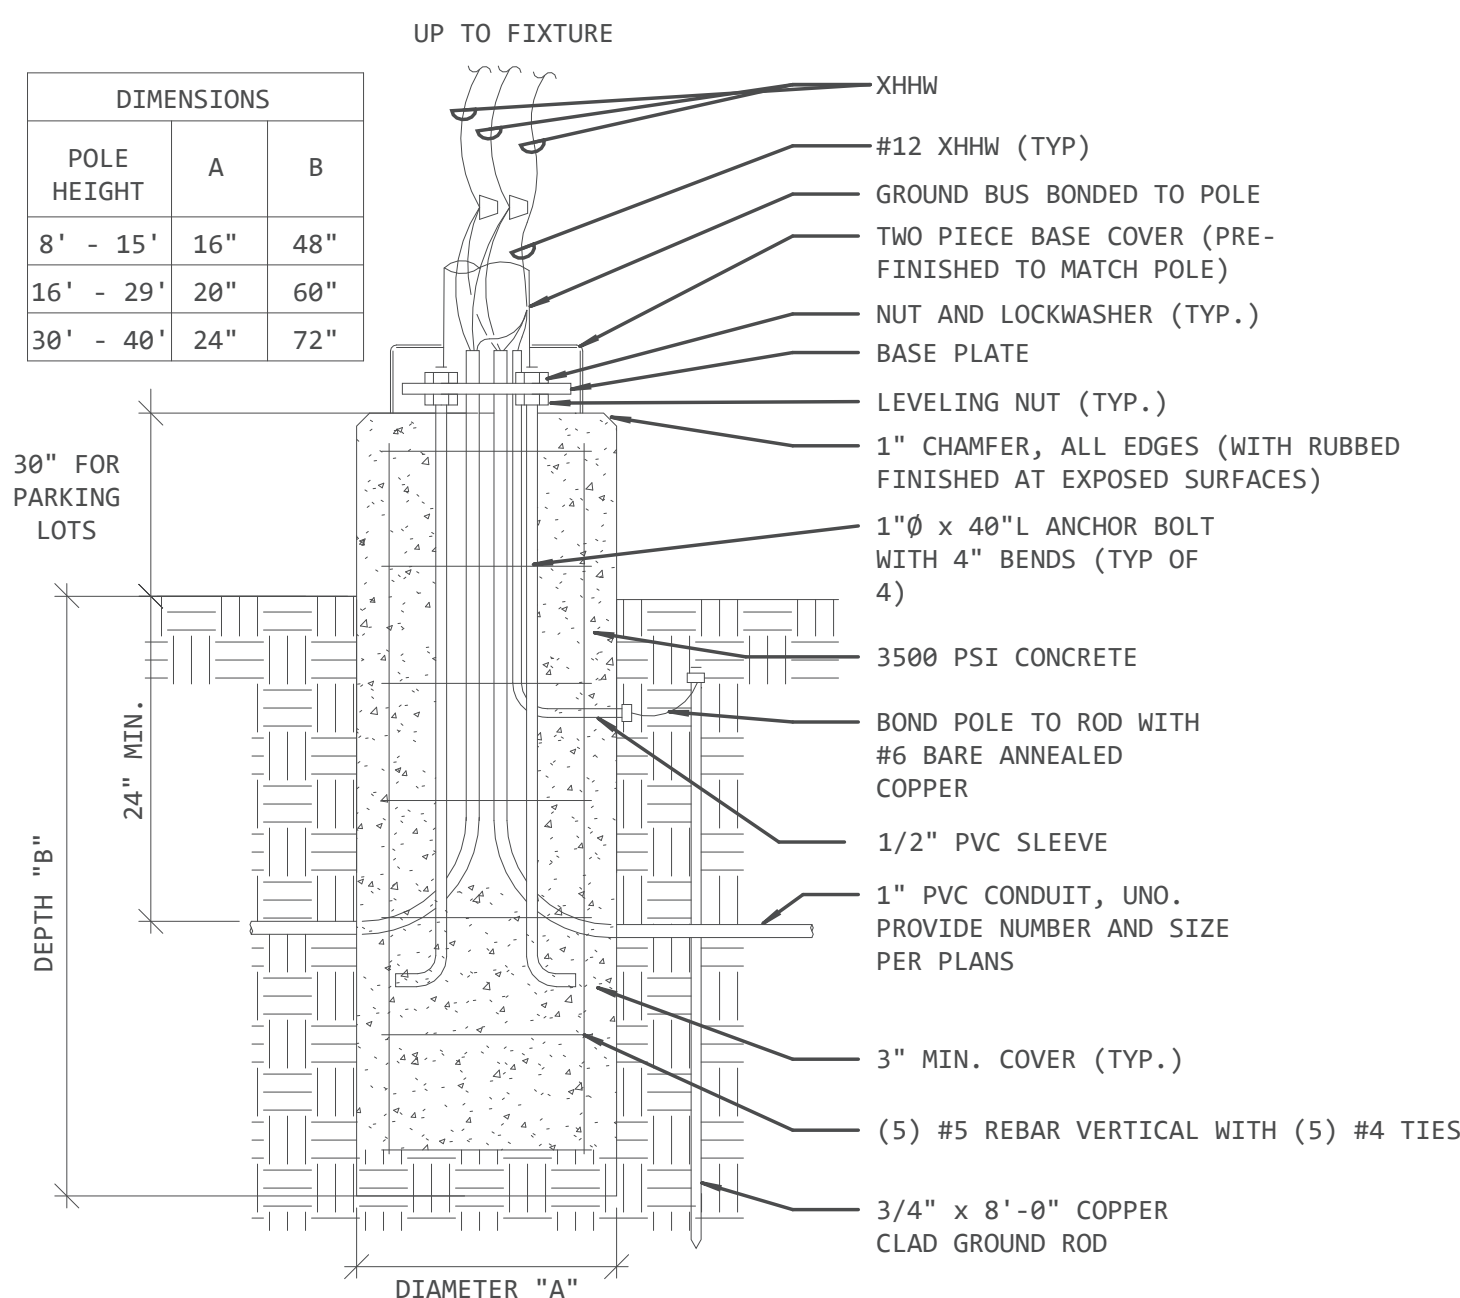 UP TO FIXTURE
DIMENSIONS
POLE HEIGHT A B
8' - 15' 16" 48"
16' - 29' 20" 60"
30' - 40' 24" 72"
30" FOR
PARKING
LOTS
24" MIN.
DEPTH "B"
DIAMETER "A"
XHHW
#12 XHHW (TYP)
GROUND BUS BONDED TO POLE
TWO PIECE BASE COVER (PRE-
FINISHED TO MATCH POLE)
NUT AND LOCKWASHER (TYP.)
BASE PLATE
LEVELING NUT (TYP.)
1" CHAMFER, ALL EDGES (WITH RUBBED
FINISHED AT EXPOSED SURFACES)
1"Ø x 40"L ANCHOR BOLT
WITH 4" BENDS (TYP OF
4)
3500 PSI CONCRETE
BOND POLE TO ROD WITH
#6 BARE ANNEALED
COPPER
1/2" PVC SLEEVE
1" PVC CONDUIT, UNO.
PROVIDE NUMBER AND SIZE
PER PLANS
3" MIN. COVER (TYP.)
(5) #5 REBAR VERTICAL WITH (5) #4 TIES
3/4" x 8'-0" COPPER
CLAD GROUND ROD